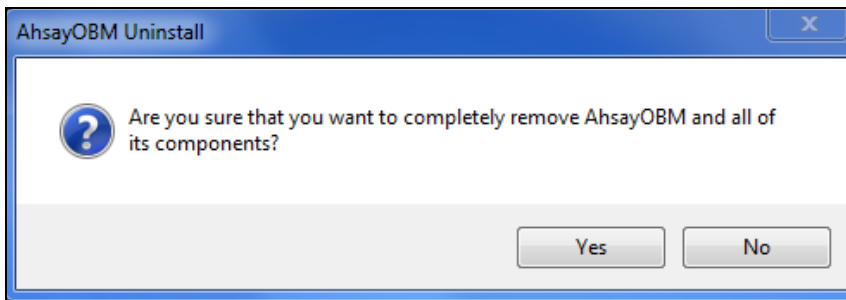 AhsayOBM Uninstall
Are you sure that you want to completely remove AhsayOBM and all of
its components?
Yes No